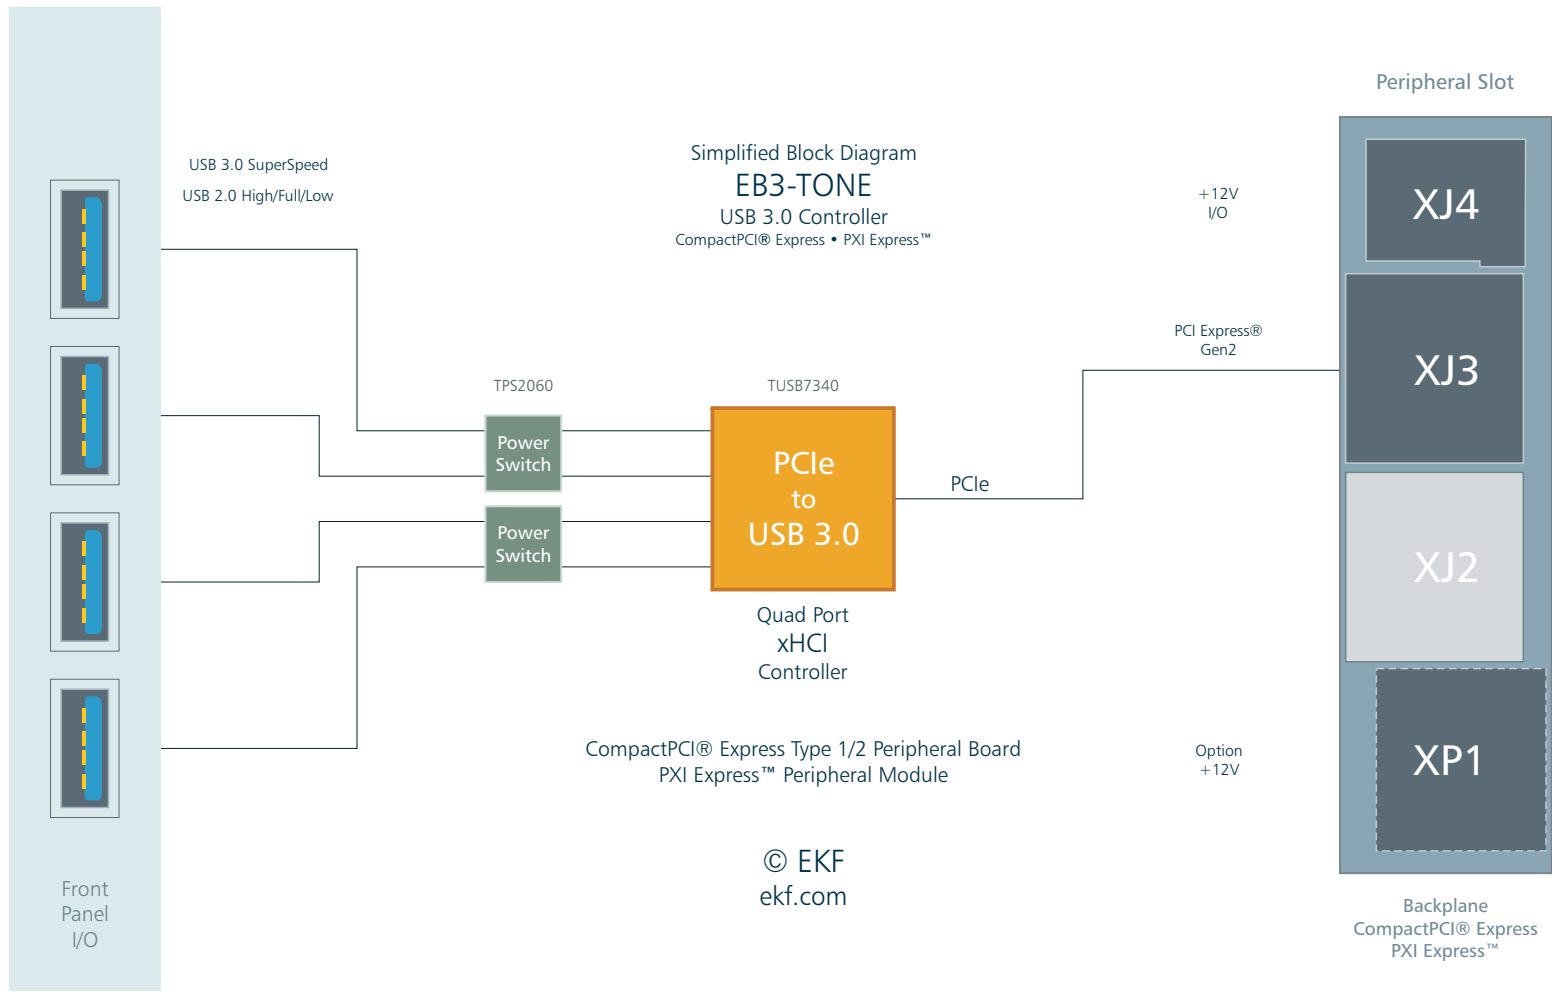 Peripheral Slot
USB 3.0 SuperSpeed
USB 2.0 High/Full/Low
Simplified Block Diagram
EB3-TONE
USB 3.0 Controller
CompactPCI® Express • PXI Express™
+12V
I/O
XJ4
PCI Express®
Gen2
XJ3
TPS2060
TUSB7340
Power
Switch
Power
Switch
PCIe
to
USB 3.0
PCIe
XJ2
Quad Port
xHCI
Controller
CompactPCI® Express Type 1/2 Peripheral Board
PXI Express™ Peripheral Module
Option
+12V
XP1
© EKF
ekf.com
Front
Panel
I/O
Backplane
CompactPCI® Express
PXI Express™